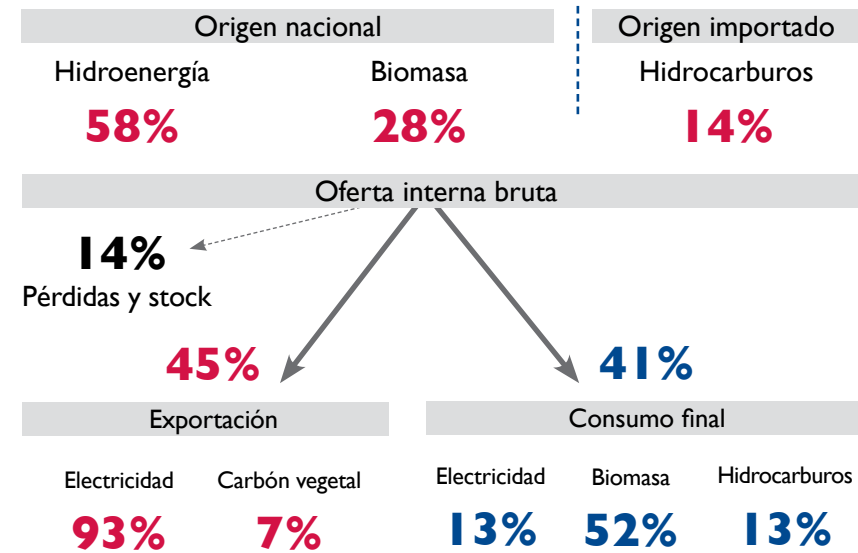 Origen nacional Origen importado
Hidroenergía Biomasa Hidrocarburos
58% 28% 14%
Oferta interna bruta
14%
Pérdidas y stock
45% 41%
Exportación Consumo final
Electricidad Carbón vegetal Electricidad Biomasa Hidrocarburos
93% 7% 13% 52% 13%